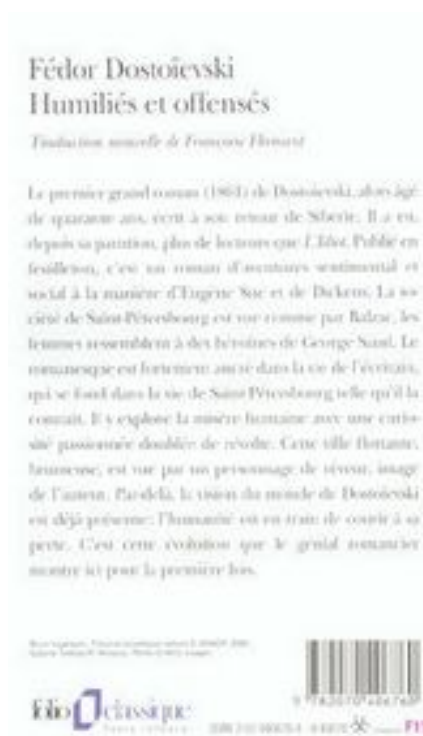 Fédor Dostoïevski
Humiliés et offensés
Traduction nouvelle de Françoise Flamant
Le premier grand roman (1861) de Dostoïevski, alors âgé
de quarante ans, écrit à son retour de Sibérie. Il a eu,
depuis sa parution, plus de lecteurs que L'Idiot. Publié en
feuilleton, c'est un roman d'aventures sentimental et
social à la manière d'Eugène Sue et de Dickens. La so-
ciété de Saint-Pétersbourg est vue comme par Balzac, les
femmes ressemblent à des héroïnes de George Sand. Le
romanesque est fortement ancré dans la vie de l'écrivain,
qui se fond dans la vie de Saint-Pétersbourg telle qu'il la
connaît. Il y explore la misère humaine avec une curio-
sité passionnée doublée de révolte. Cette ville flottante,
brumeuse, est vue par un personnage de rêveur, image
de l'auteur. Par-delà, la vision du monde de Dostoïevski
est déjà présente : l'humanité est en train de courir à sa
perte. C'est cette évolution que le génial romancier
montre ici pour la première fois.
folio classique